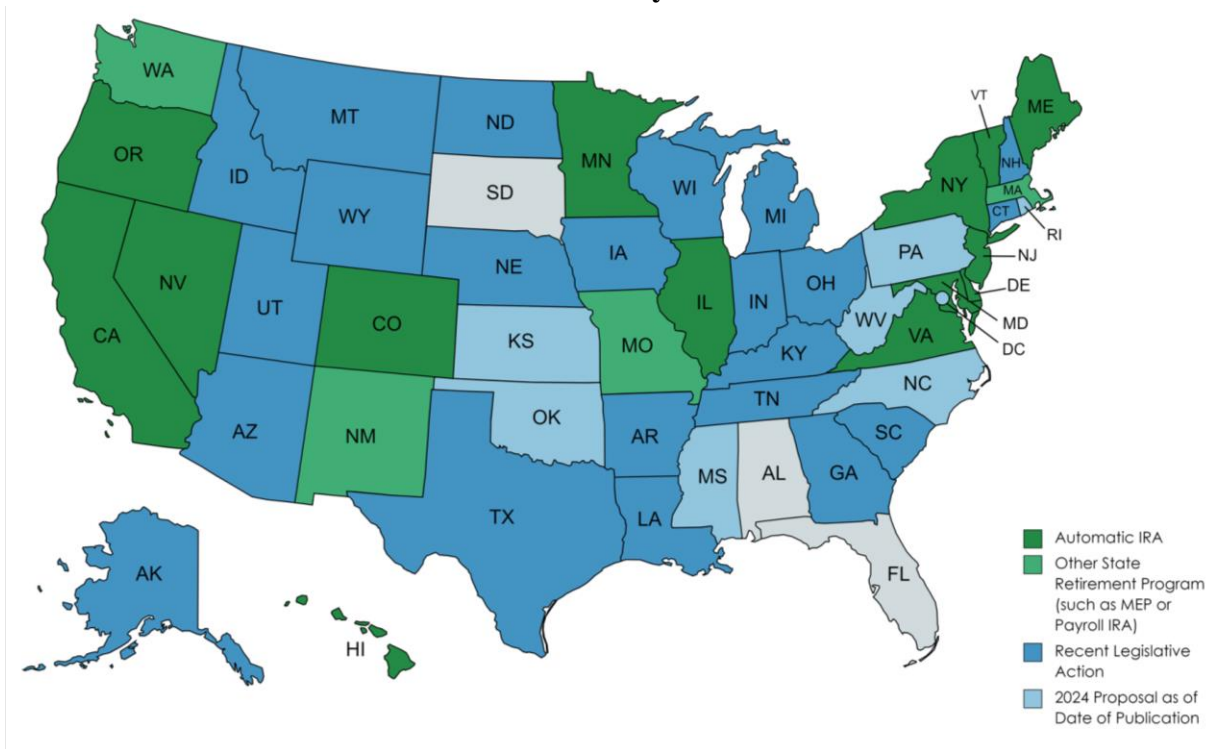 WA
OR
CA
NV
ID
MT
WY
UT
AZ
CO
NM
ND
SD
NE
KS
OK
TX
MN
IA
MO
AR
LA
WI
IL
MI
IN
OH
KY
TN
MS
AL
GA
FL
SC
NC
VA
WV
PA
NY
VT
NH
ME
MA
CT
RI
NJ
DE
MD
DC
AK
HI
Automatic IRA
Other State
Retirement Program
(such as MEP or
Payroll IRA)
Recent Legislative
Action
2024 Proposal as of
Date of Publication